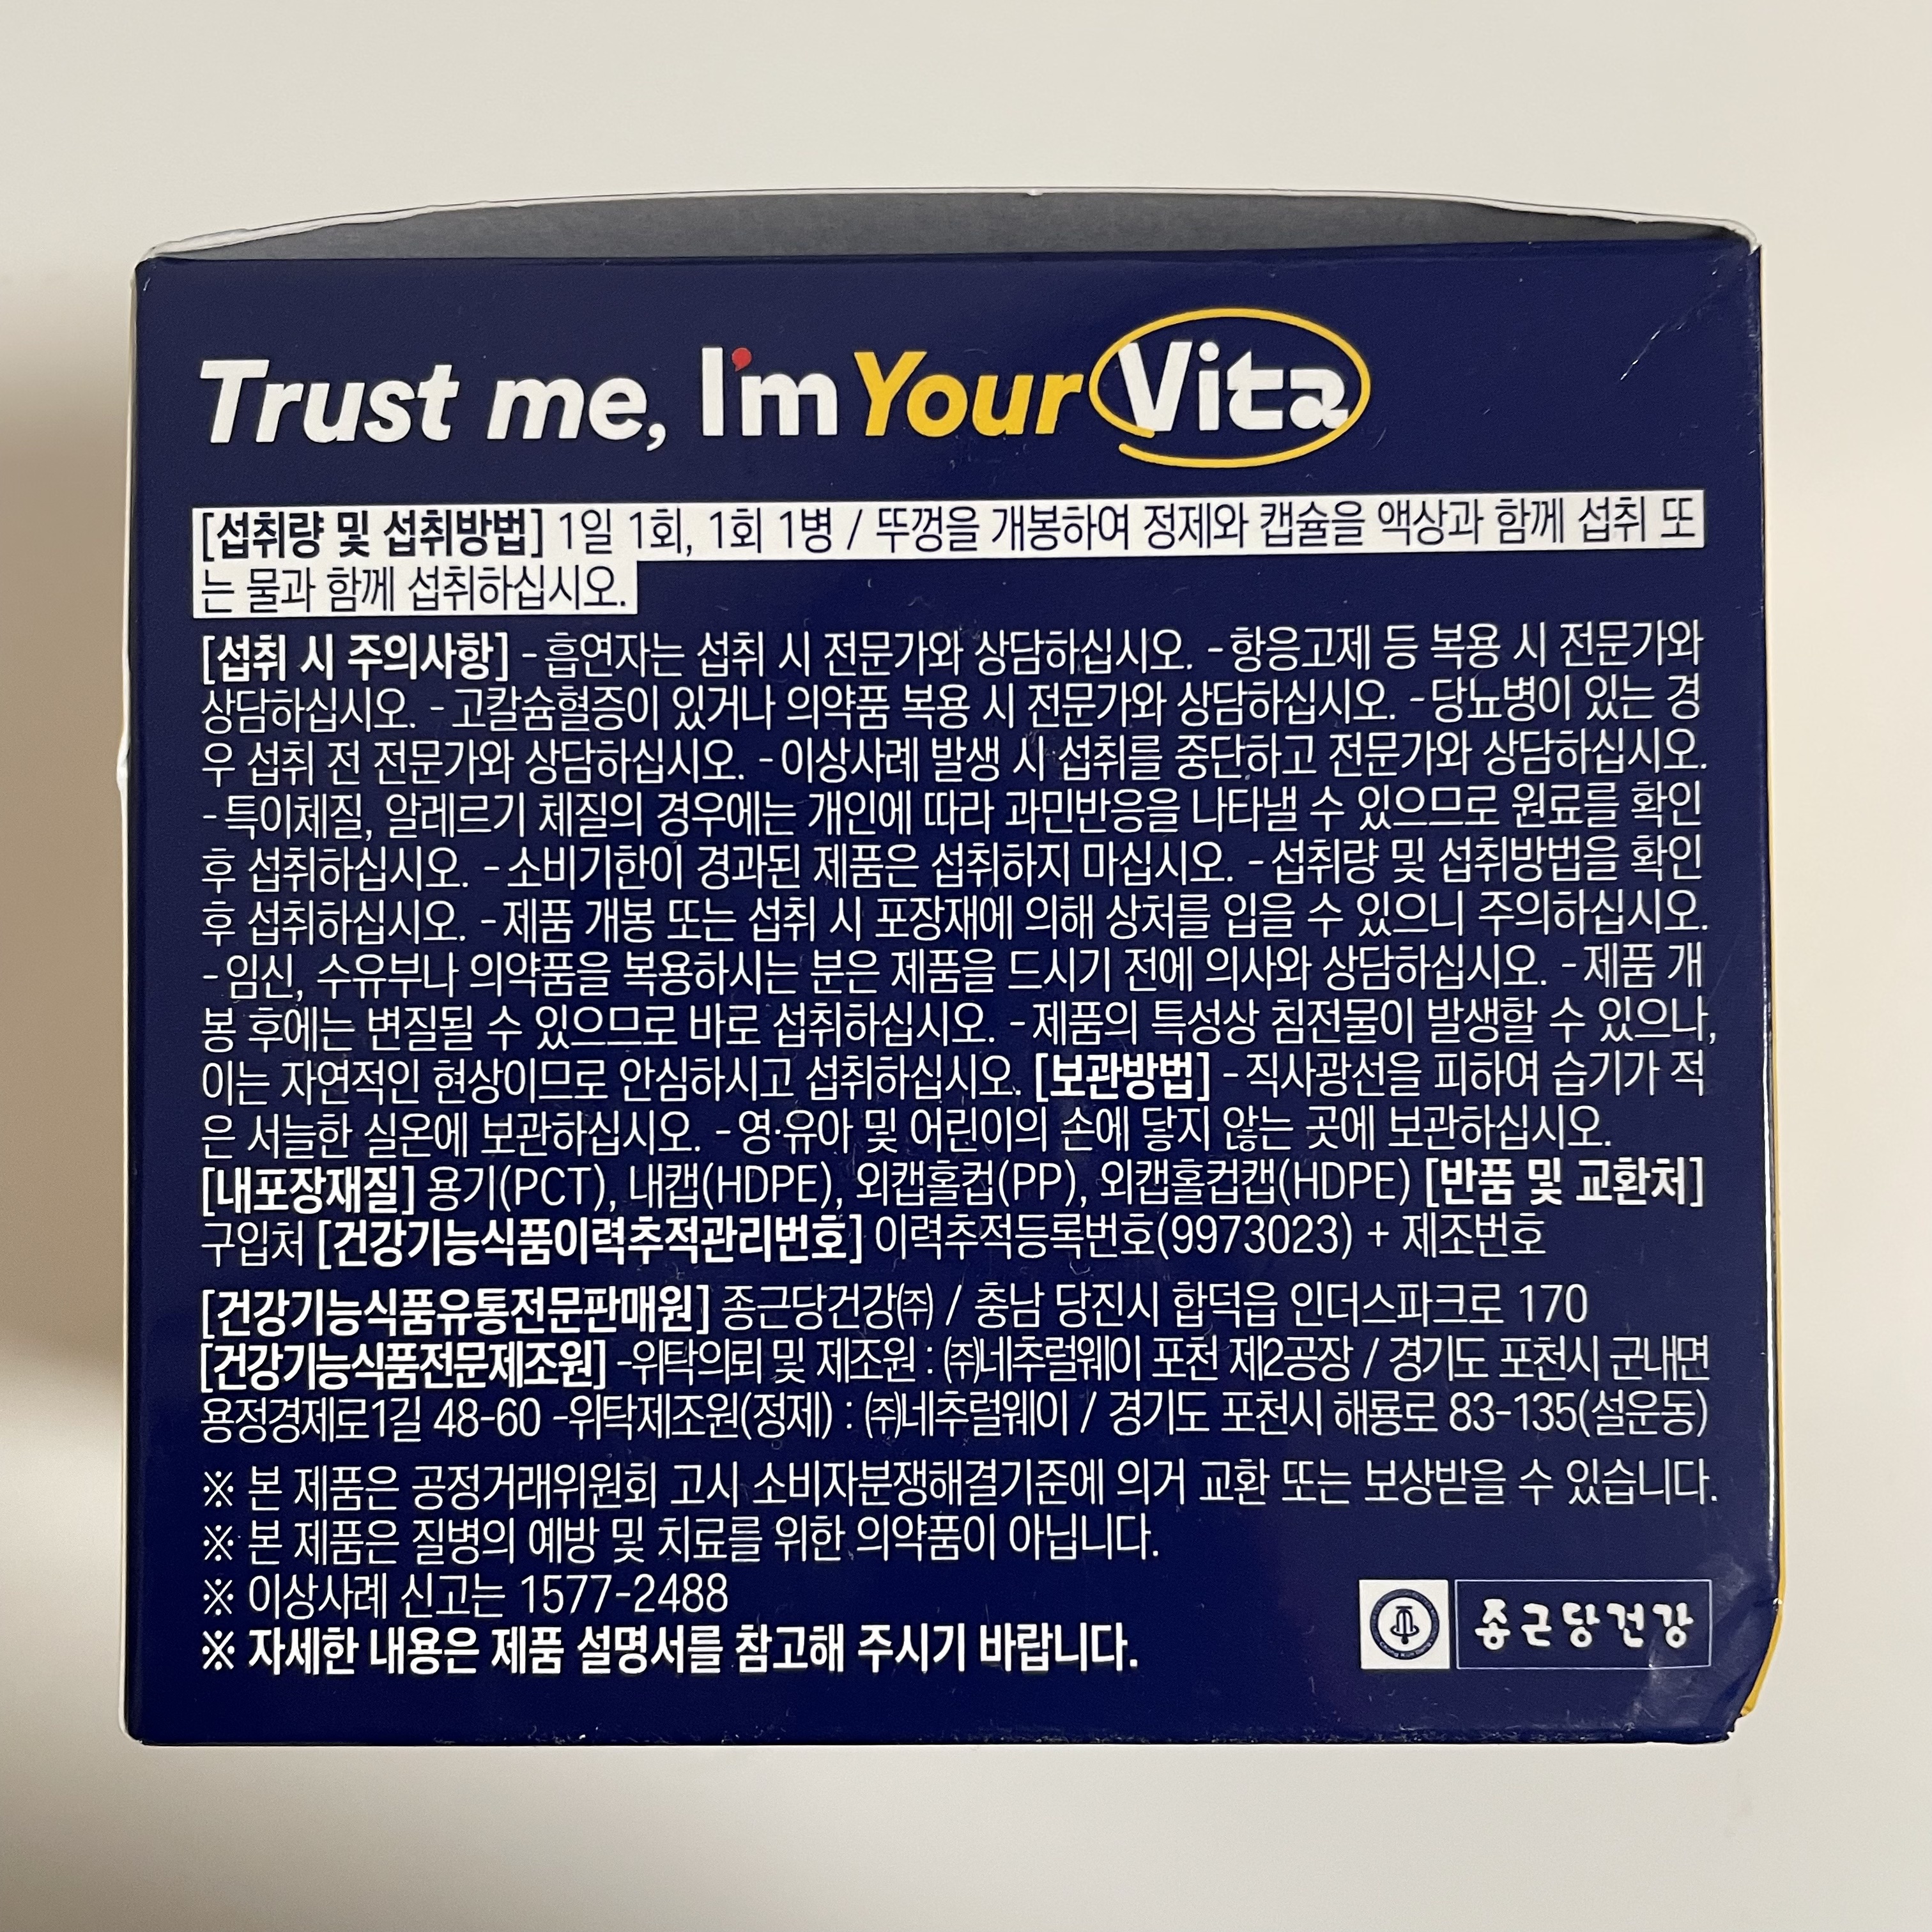 Trust me, I'm Your Vita
[섭취량 및 섭취방법] 1일 1회, 1회 1병 / 뚜껑을 개봉하여 정제와 캡슐을 액상과 함께 섭취 또
는 물과 함께 섭취하십시오.
[섭취 시 주의사항] -흡연자는 섭취 시 전문가와 상담하십시오. -항응고제 등 복용 시 전문가와
상담하십시오. -고칼슘혈증이 있거나 의약품 복용 시 전문가와 상담하십시오. -당뇨병이 있는 경
우 섭취 전 전문가와 상담하십시오. -이상사례 발생 시 섭취를 중단하고 전문가와 상담하십시오.
-특이체질, 알레르기 체질의 경우에는 개인에 따라 과민반응을 나타낼 수 있으므로 원료를 확인
후 섭취하십시오. -소비기한이 경과된 제품은 섭취하지 마십시오. -섭취량 및 섭취방법을 확인
후 섭취하십시오. -제품 개봉 또는 섭취 시 포장재에 의해 상처를 입을 수 있으니 주의하십시오.
-임신, 수유부나 의약품을 복용하시는 분은 제품을 드시기 전에 의사와 상담하십시오. -제품 개
봉 후에는 변질될 수 있으므로 바로 섭취하십시오. -제품의 특성상 침전물이 발생할 수 있으나,
이는 자연적인 현상이므로 안심하시고 섭취하십시오. [보관방법] -직사광선을 피하여 습기가 적
은 서늘한 실온에 보관하십시오. -영·유아 및 어린이의 손에 닿지 않는 곳에 보관하십시오.
[내포장재질] 용기(PCT), 내캡(HDPE), 외캡홀컵(PP), 외캡홀컵캡(HDPE) [반품 및 교환처]
구입처 [건강기능식품이력추적관리번호] 이력추적등록번호(9973023) + 제조번호
[건강기능식품유통전문판매원] 종근당건강㈜ / 충남 당진시 합덕읍 인더스파크로 170
[건강기능식품전문제조원] -위탁의뢰 및 제조원 : ㈜네추럴웨이 포천 제2공장 / 경기도 포천시 군내면
용정경제로1길 48-60 -위탁제조원(정제) : ㈜네추럴웨이 / 경기도 포천시 해룡로 83-135(설운동)
※ 본 제품은 공정거래위원회 고시 소비자분쟁해결기준에 의거 교환 또는 보상받을 수 있습니다.
※ 본 제품은 질병의 예방 및 치료를 위한 의약품이 아닙니다.
※ 이상사례 신고는 1577-2488
※ 자세한 내용은 제품 설명서를 참고해 주시기 바랍니다.
종근당건강